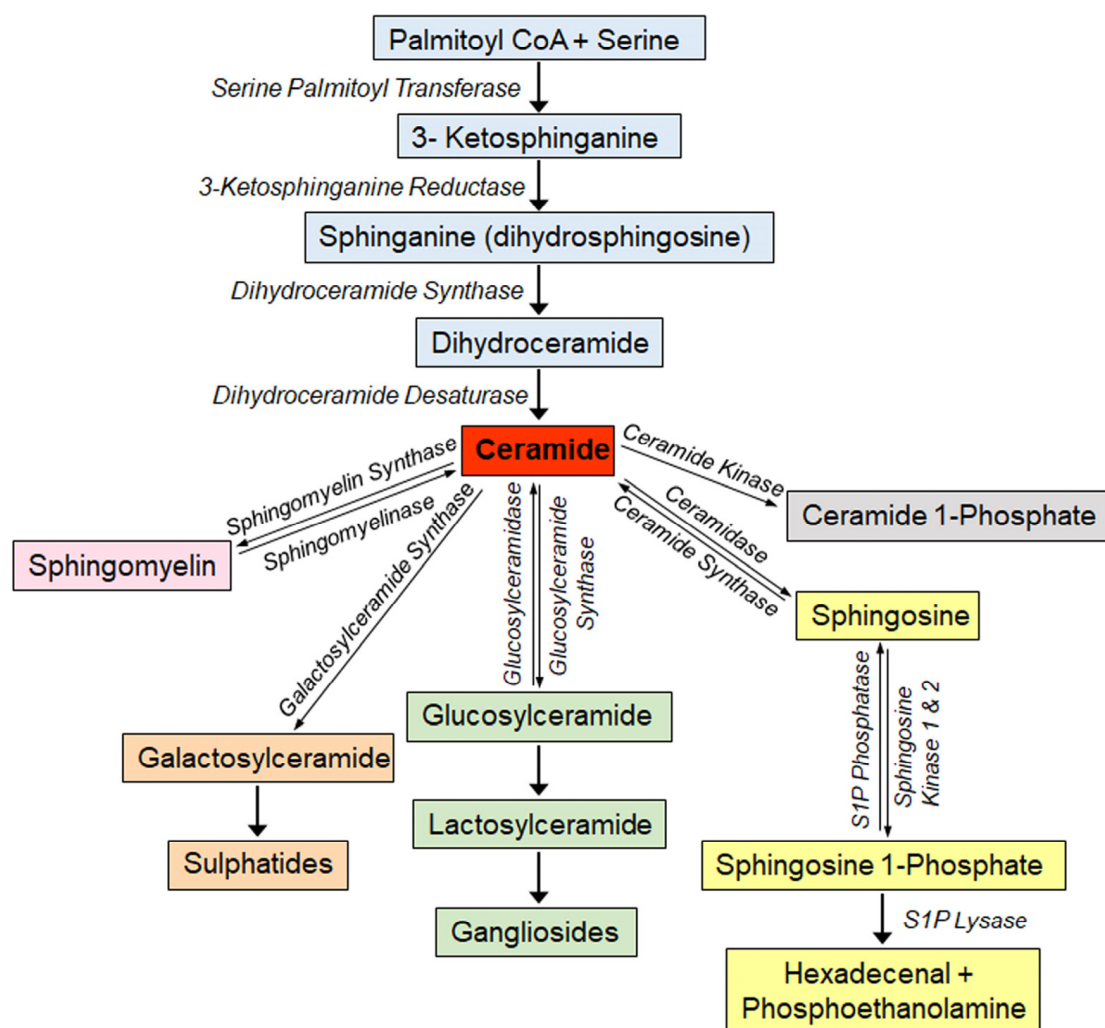 Palmitoyl CoA + Serine
Serine Palmitoyl Transferase
3- Ketosphinganine
3-Ketosphinganine Reductase
Sphinganine (dihydrosphingosine)
Dihydroceramide Synthase
Dihydroceramide
Dihydroceramide Desaturase
Ceramide
Sphingomyelin Synthase
Sphingomyelinase
Sphingomyelin
Galactosylceramide Synthase
Glucosylceramidase
Glucosylceramide
Synthase
Ceramide Kinase
Ceramide 1-Phosphate
Ceramidase
Ceramide Synthase
Sphingosine
Galactosylceramide
Sulphatides
Glucosylceramide
Lactosylceramide
Gangliosides
S1P Phosphatase
Sphingosine
Kinase 1 & 2
Sphingosine 1-Phosphate
S1P Lysase
Hexadecenal +
Phosphoethanolamine